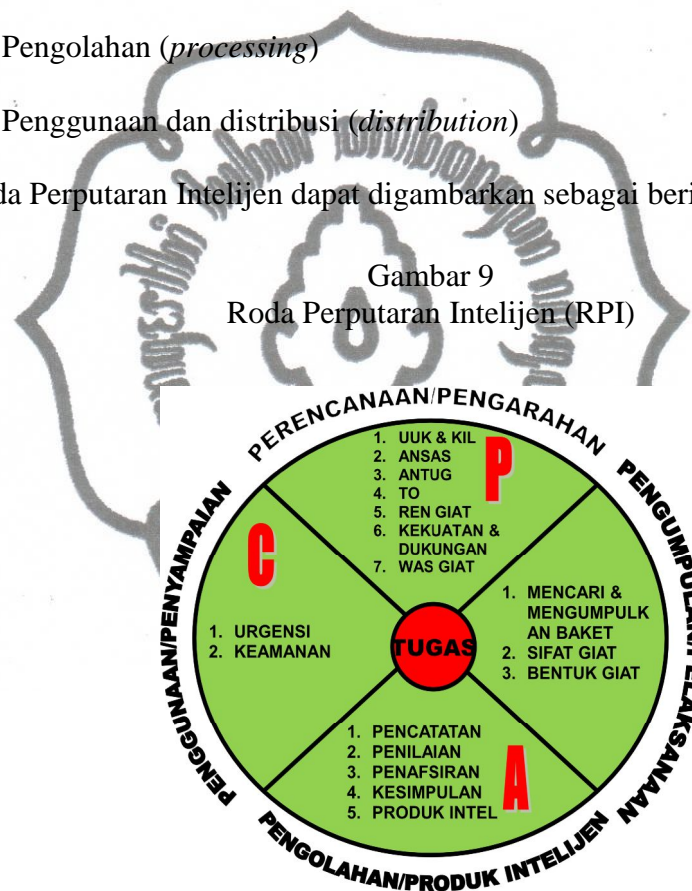 Pengolahan (processing)
Penggunaan dan distribusi (distribution)
da Perputaran Intelijen dapat digambarkan sebagai beri
Gambar 9
Roda Perputaran Intelijen (RPI)
PERENCANAAN/PENGARAHAN
P
1. UUK & KIL
2. ANSAS
3. ANTUG
4. TO
5. REN GIAT
6. KEKUATAN &
DUKUNGAN
7. WAS GIAT
PENGUMPULAN/PELAKSANAAN
1. MENCARI &
MENGUMPULK
AN BAKET
2. SIFAT GIAT
3. BENTUK GIAT
TUGAS
PENGOLAHAN/PRODUK INTELIJEN
A
1. PENCATATAN
2. PENILAIAN
3. PENAFSIRAN
4. KESIMPULAN
5. PRODUK INTEL
PENGGUNAAN/PENYAMPAIAN
C
1. URGENSI
2. KEAMANAN